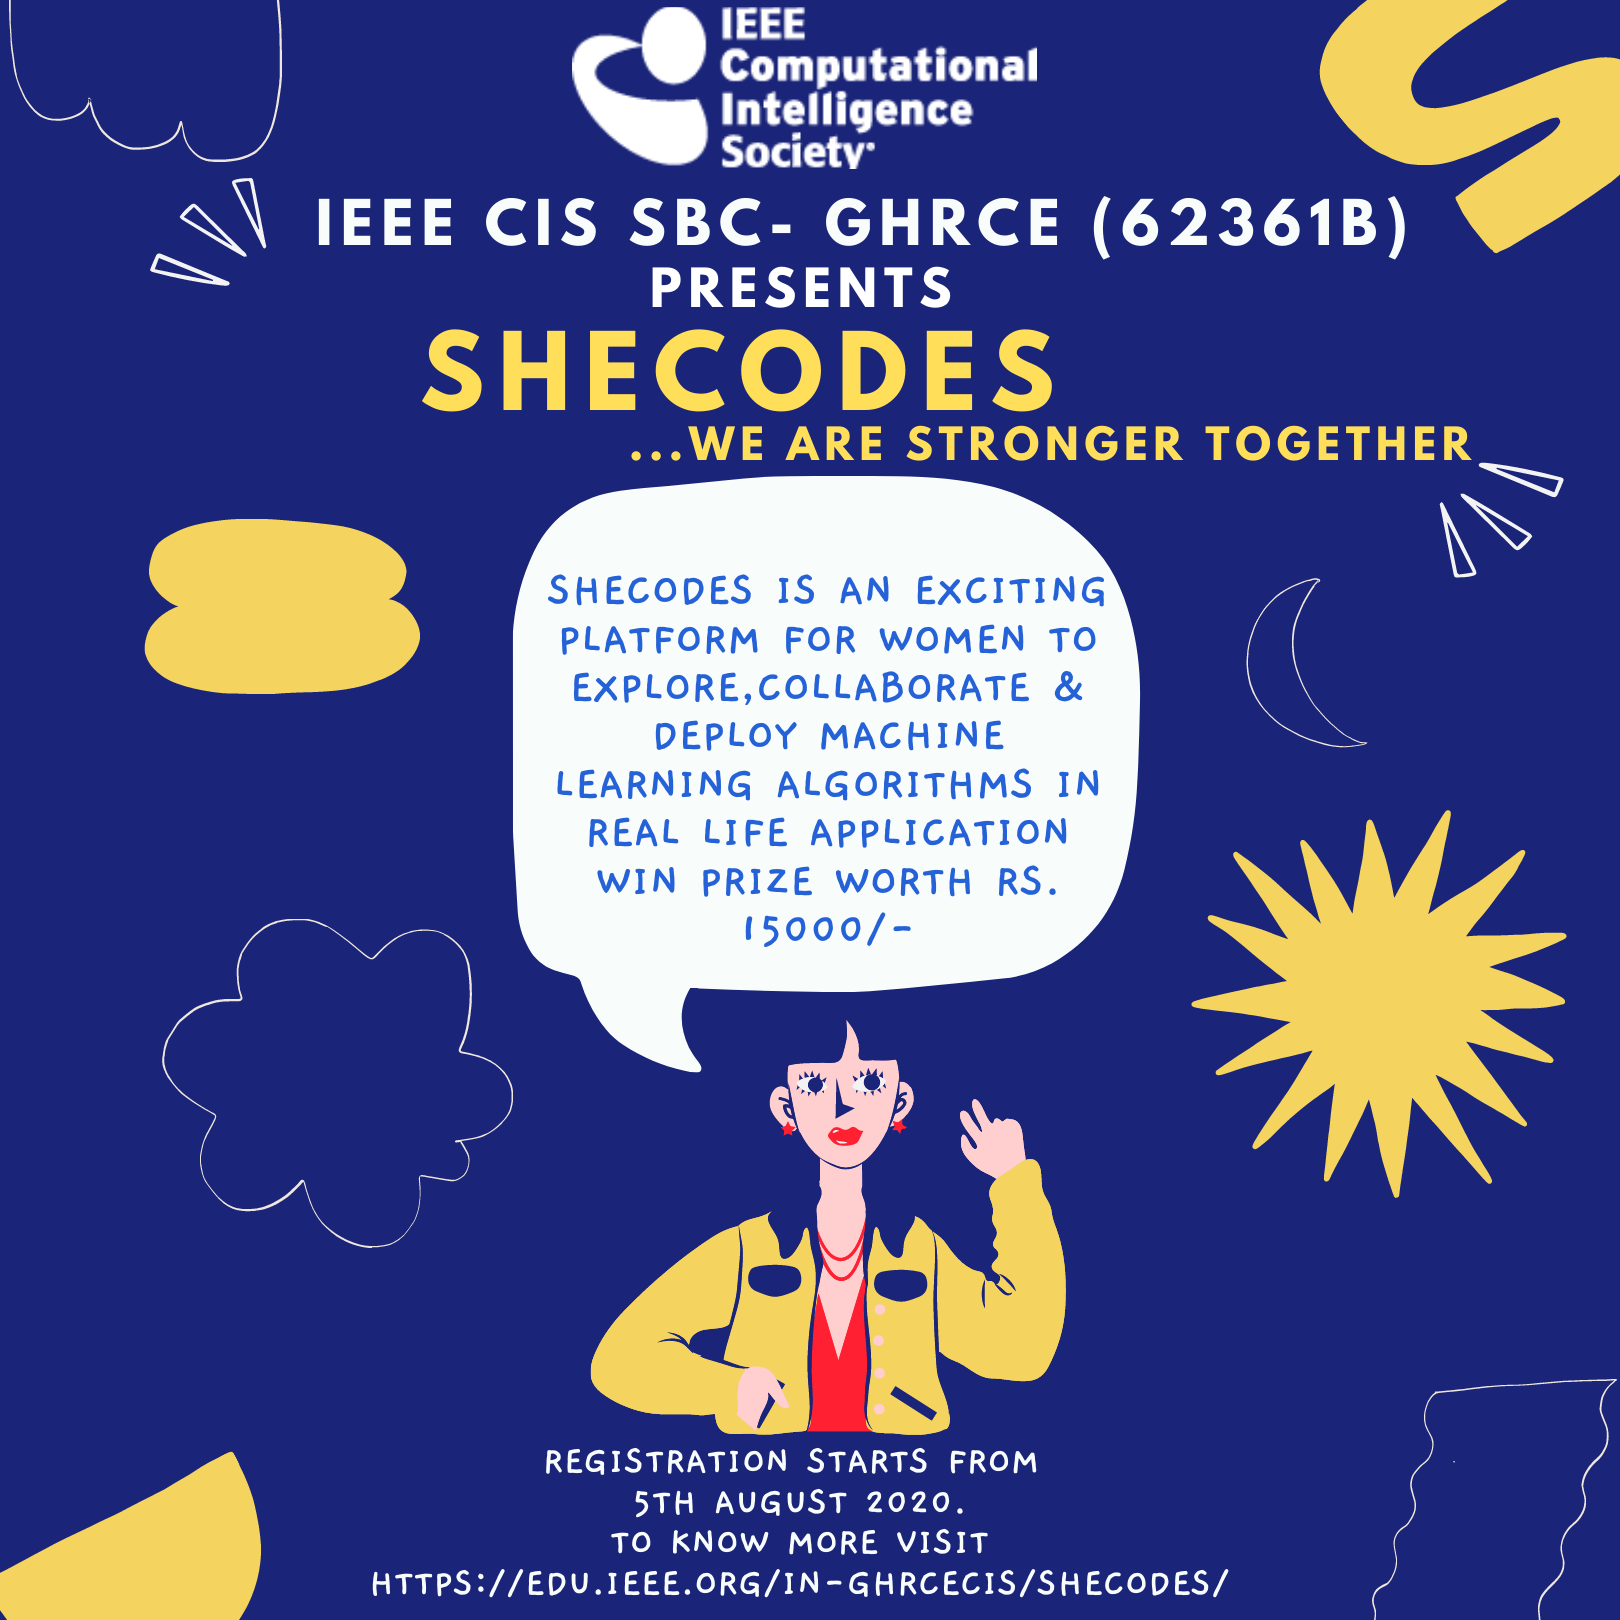 IEEE
Computational
Intelligence
Society
IEEE CIS SBC- GHRCE (62361B)
PRESENTS
SHECODES
...WE ARE STRONGER TOGETHER
SHECODES IS AN EXCITING
PLATFORM FOR WOMEN TO
EXPLORE,COLLABORATE &
DEPLOY MACHINE
LEARNING ALGORITHMS IN
REAL LIFE APPLICATION
WIN PRIZE WORTH RS.
15000/-
REGISTRATION STARTS FROM
5TH AUGUST 2020.
TO KNOW MORE VISIT
HTTPS://EDU.IEEE.ORG/IN-GHRCECIS/SHECODES/